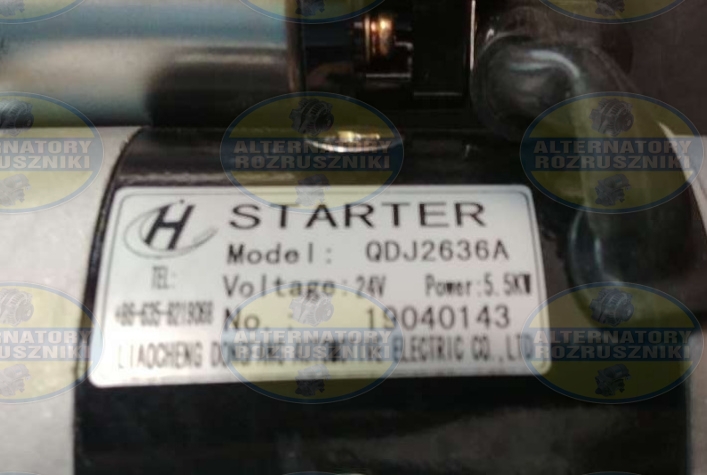 STARTER
Model: QDJ2636A
TEL:
Voltage: 24V Power: 5.5KW
No.: 19040143
LIAOCHENG ELECTRIC CO., LTD
ALTERNATORY
ROZRUSZNIKI